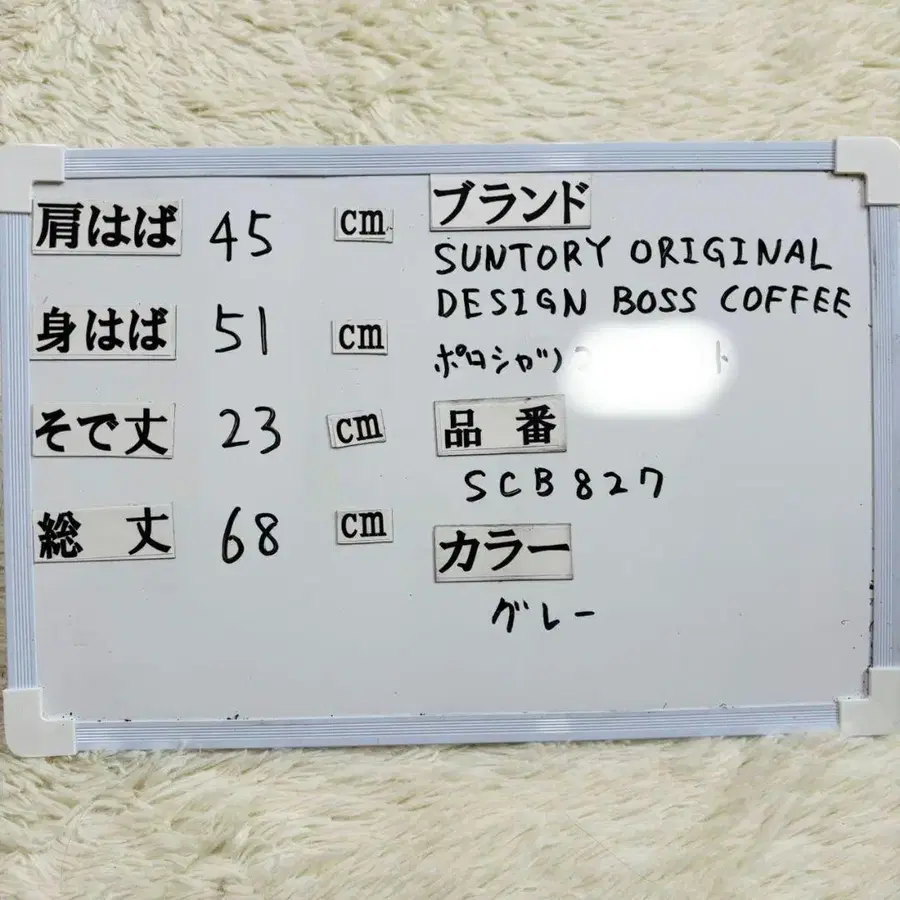 肩はば 45 cm
身はば 51 cm
そで丈 23 cm
総丈 68 cm
ブランド
SUNTORY ORIGINAL
DESIGN BOSS COFFEE
ポロシャツ
品番
SCB827
カラー
グレー